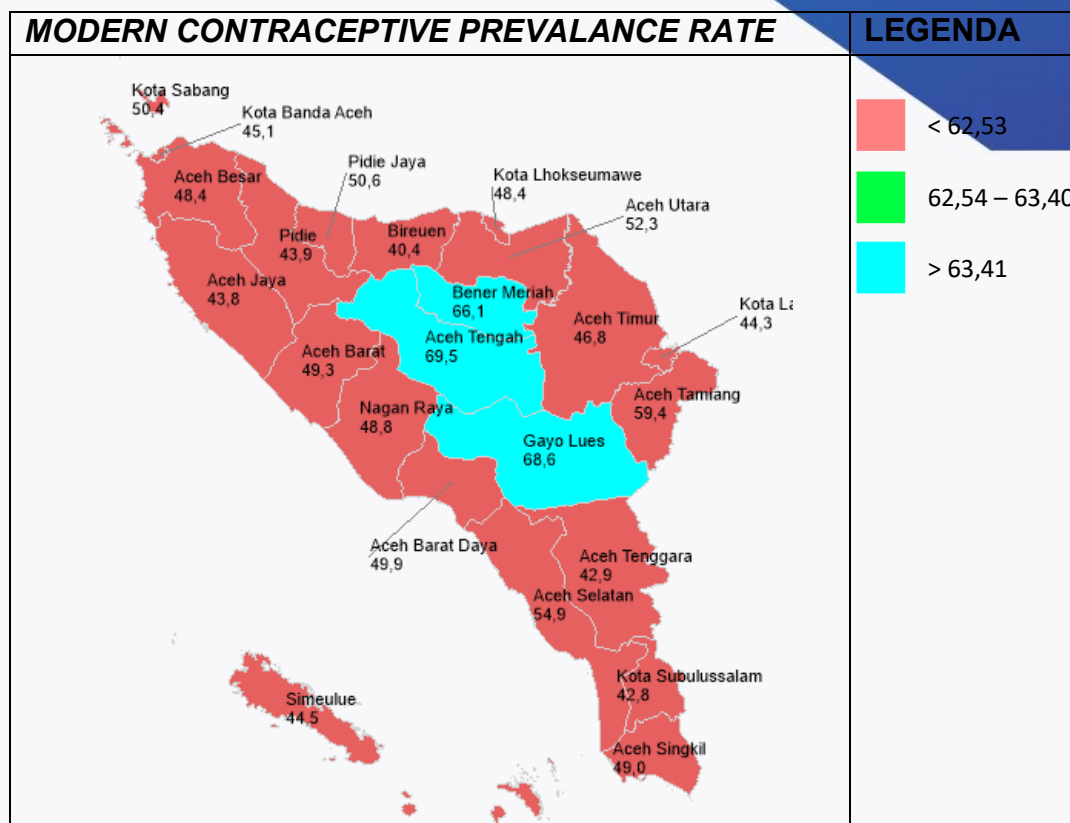 MODERN CONTRACEPTIVE PREVALANCE RATE
LEGENDA
< 62,53
62,54 – 63,40
> 63,41
Kota Sabang
50,4
Kota Banda Aceh
45,1
Aceh Besar
48,4
Pidie Jaya
50,6
Kota Lhokseumawe
48,4
Aceh Utara
52,3
Pidie
43,9
Bireuen
40,4
Aceh Jaya
43,8
Bener Meriah
66,1
Aceh Tengah
69,5
Aceh Timur
46,8
Kota La
44,3
Aceh Barat
49,3
Nagan Raya
48,8
Aceh Tamiang
59,4
Gayo Lues
68,6
Aceh Barat Daya
49,9
Aceh Tenggara
42,9
Aceh Selatan
54,9
Kota Subulussalam
42,8
Simeulue
44,5
Aceh Singkil
49,0